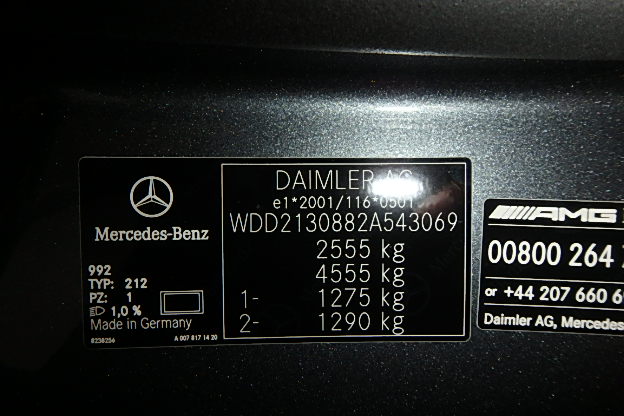 Mercedes-Benz
992
TYP: 212
PZ: 1
1,0 %
Made in Germany
8238256
A 007 817 14 20
DAIMLER AG
e1*2001/116*0501
WDD2130882A543069
2555 kg
4555 kg
1- 1275 kg
2- 1290 kg
AMG
00800 264
or +44 207 660 6
Daimler AG, Mercedes